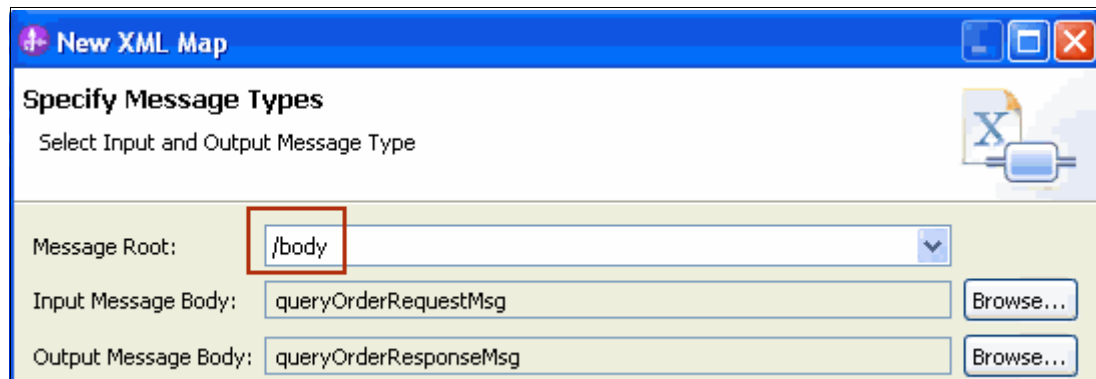 New XML Map
Specify Message Types
Select Input and Output Message Type
X
Message Root: /body
Input Message Body: queryOrderRequestMsg Browse...
Output Message Body: queryOrderResponseMsg Browse...